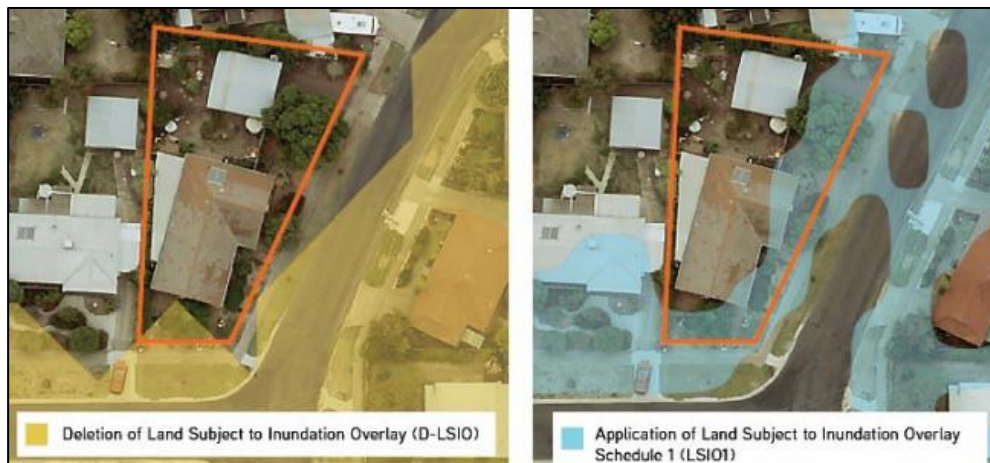 Deletion of Land Subject to Inundation Overlay (D-LSIO)
Application of Land Subject to Inundation Overlay
Schedule 1 (LSIO1)